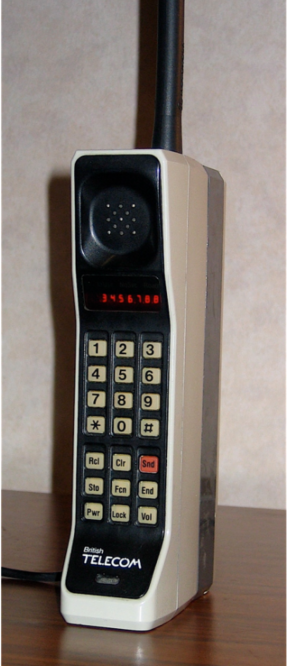 3456788
1 2 3
4 5 6
7 8 9
* 0 #
Rcl Clr Snd
Sto Fcn End
Pwr Lock Vol
British
TELECOM